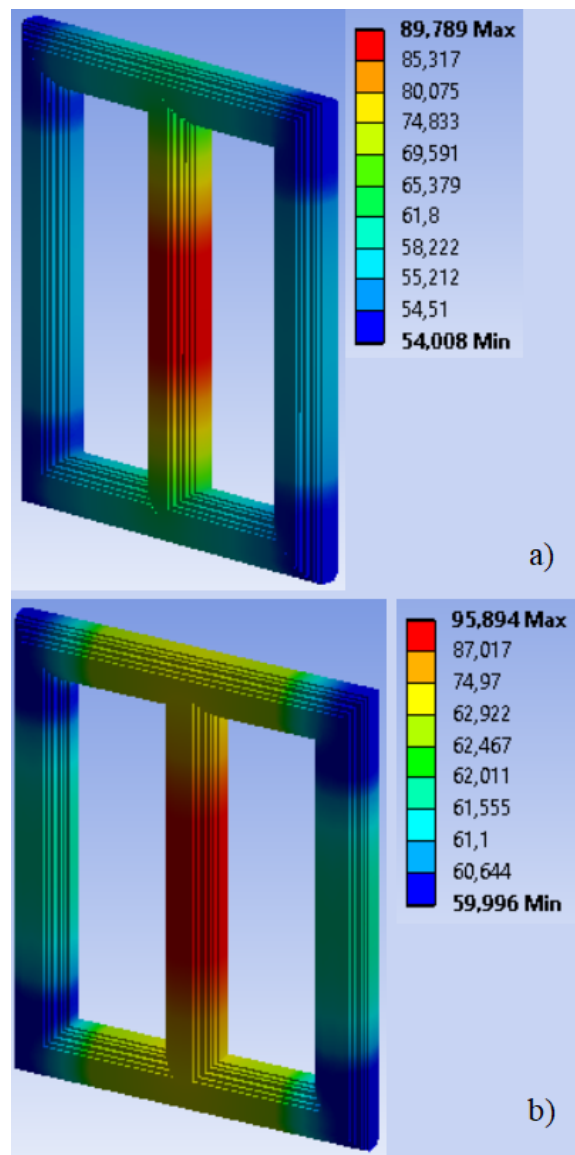 89,789 Max
85,317
80,075
74,833
69,591
65,379
61,8
58,222
55,212
54,51
54,008 Min
a)
95,894 Max
87,017
74,97
62,922
62,467
62,011
61,555
61,1
60,644
59,996 Min
b)